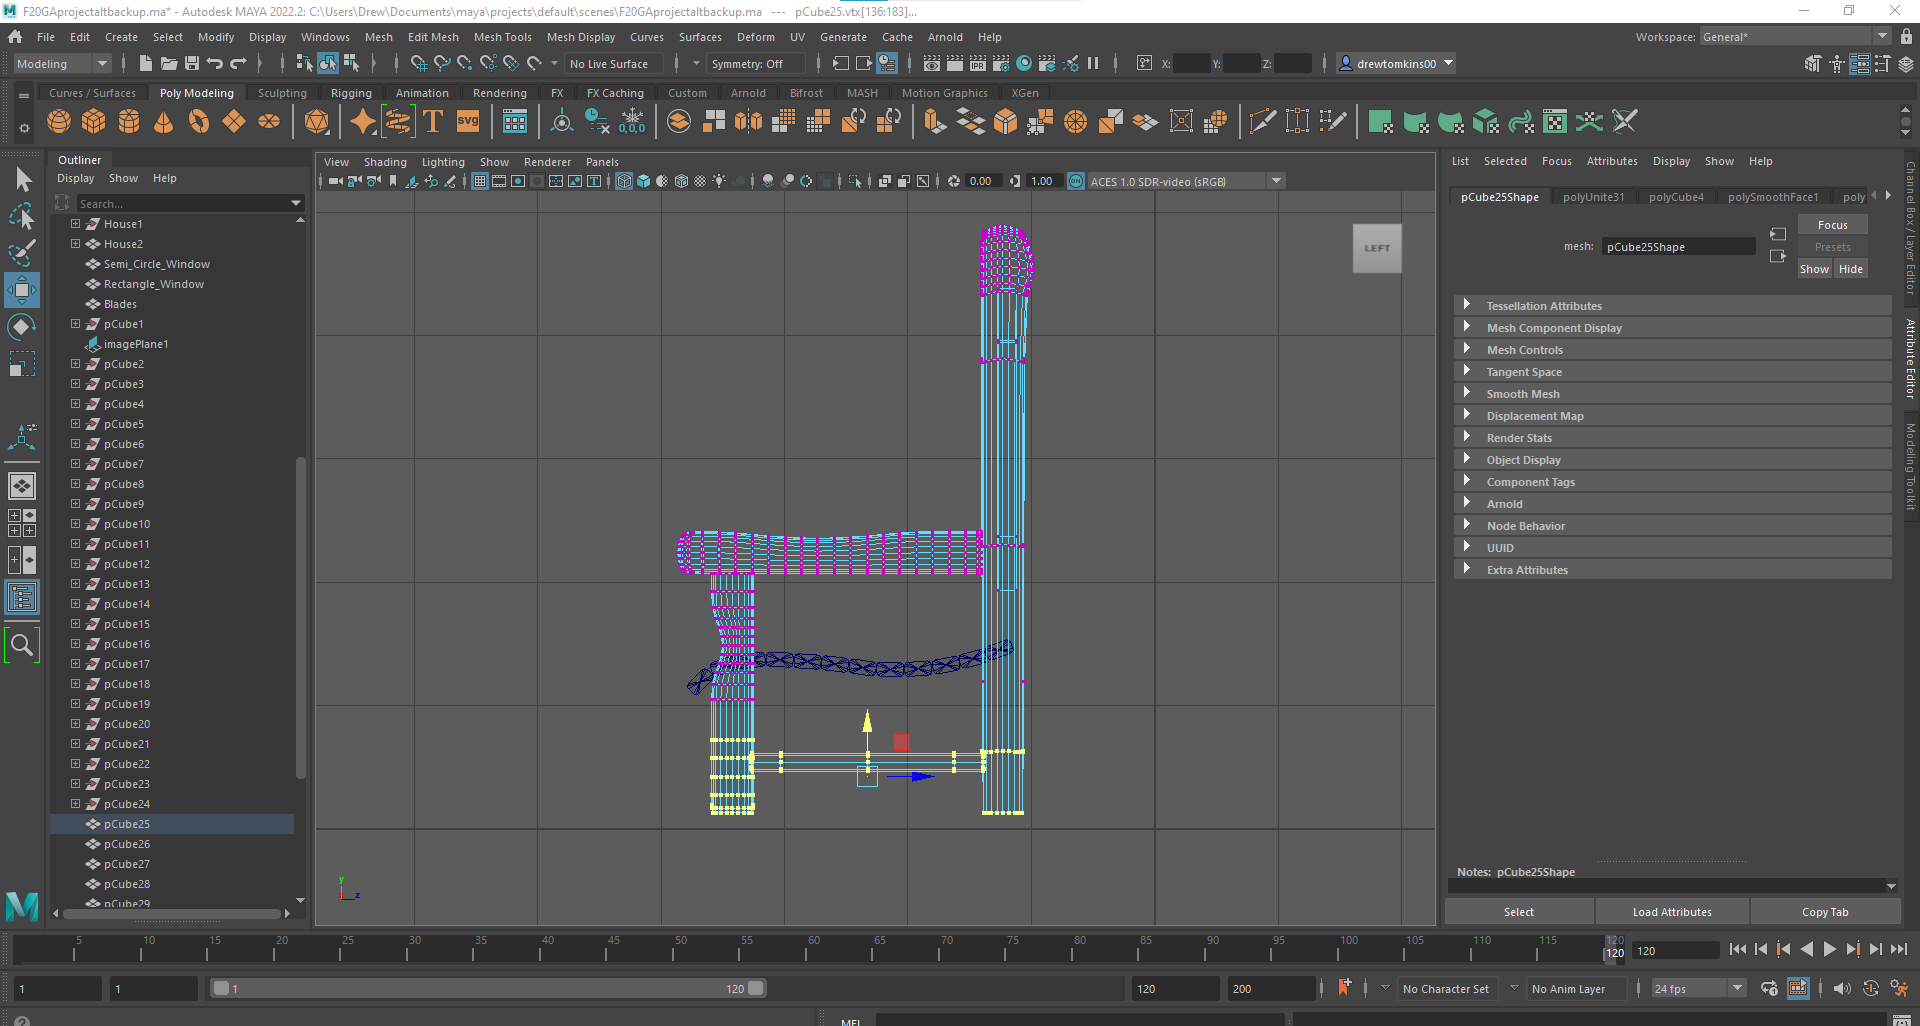 F20GAprojectaltbackup.ma* - Autodesk MAYA 2022.2: C:\Users\Drew\Documents\maya\projects\default\scenes\F20GAprojectaltbackup.ma --- pCube25.vtx[136:183]...
File Edit Create Select Modify Display Windows Mesh Edit Mesh Mesh Tools Mesh Display Curves Surfaces Deform UV Generate Cache Arnold Help Workspace: General*
Modeling No Live Surface Symmetry: Off X: Y: Z: drewtomkins00
Curves / Surfaces Poly Modeling Sculpting Rigging Animation Rendering FX FX Caching Custom Arnold Bifrost MASH Motion Graphics XGen
T svg 0,0,0
Outliner
Display Show Help
Search...
House1
House2
Semi_Circle_Window
Rectangle_Window
Blades
pCube1
imagePlane1
pCube2
pCube3
pCube4
pCube5
pCube6
pCube7
pCube8
pCube9
pCube10
pCube11
pCube12
pCube13
pCube14
pCube15
pCube16
pCube17
pCube18
pCube19
pCube20
pCube21
pCube22
pCube23
pCube24
pCube25
pCube26
pCube27
pCube28
pCube29
View Shading Lighting Show Renderer Panels
0.00 1.00 ON ACES 1.0 SDR-video (sRGB)
LEFT
y
z
List Selected Focus Attributes Display Show Help
pCube25Shape polyUnite31 polyCube4 polySmoothFace1 poly
mesh: pCube25Shape
Focus
Presets
Show Hide
Tessellation Attributes
Mesh Component Display
Mesh Controls
Tangent Space
Smooth Mesh
Displacement Map
Render Stats
Object Display
Component Tags
Arnold
Node Behavior
UUID
Extra Attributes
Notes: pCube25Shape
Select Load Attributes Copy Tab
Channel Box / Layer Editor
Attribute Editor
Modeling Toolkit
5 10 15 20 25 30 35 40 45 50 55 60 65 70 75 80 85 90 95 100 105 110 115 120
120 120
1 1 1 120 120 200 No Character Set No Anim Layer 24 fps
MEL